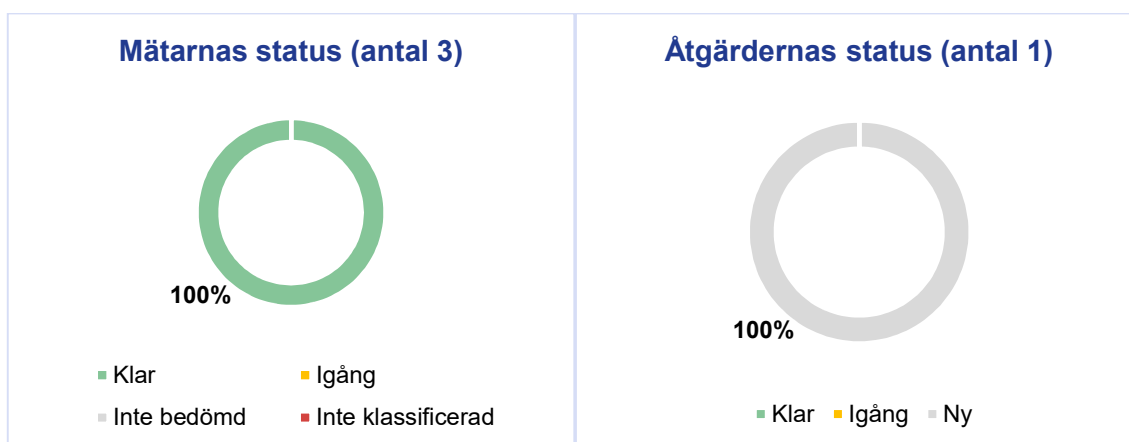 Mätarnas status (antal 3)
100%
Klar
Igång
Inte bedömd
Inte klassificerad
Åtgärdernas status (antal 1)
100%
Klar Igång Ny